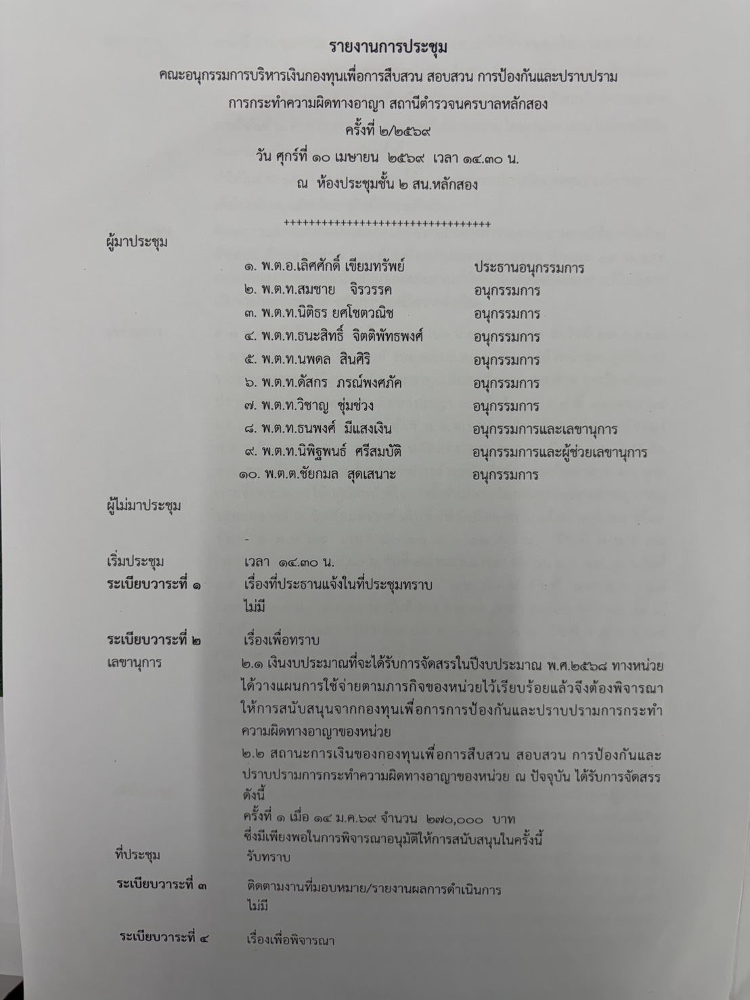 รายงานการประชุม
คณะอนุกรรมการบริหารเงินกองทุนเพื่อการสืบสวน สอบสวน การป้องกันและปราบปราม
การกระทำความผิดทางอาญา สถานีตำรวจนครบาลหลักสอง
ครั้งที่ ๒/๒๕๖๙
วัน ศุกร์ที่ ๑๐ เมษายน ๒๕๖๙ เวลา ๑๔.๓๐ น.
ณ ห้องประชุมชั้น ๒ สน.หลักสอง
+++++++++++++++++++++++++++++++++
ผู้มาประชุม
๑. พ.ต.อ.เลิศศักดิ์ เขียมทรัพย์ ประธานอนุกรรมการ
๒. พ.ต.ท.สมชาย จิรวรรค อนุกรรมการ
๓. พ.ต.ท.นิติธร ยศโชตวณิช อนุกรรมการ
๔. พ.ต.ท.ธนะสิทธิ์ จิตติพัทธพงศ์ อนุกรรมการ
๕. พ.ต.ท.นพดล สินศิริ อนุกรรมการ
๖. พ.ต.ท.ดัสกร ภรณ์พงศภัค อนุกรรมการ
๗. พ.ต.ท.วิชาญ ชุ่มช่วง อนุกรรมการ
๘. พ.ต.ท.ธนพงศ์ มีแสงเงิน อนุกรรมการและเลขานุการ
๙. พ.ต.ท.นิพิฐพนธ์ ศรีสมบัติ อนุกรรมการและผู้ช่วยเลขานุการ
๑๐. พ.ต.ต.ชัยกมล สุดเสนาะ อนุกรรมการ
ผู้ไม่มาประชุม
-
เริ่มประชุม เวลา ๑๔.๓๐ น.
ระเบียบวาระที่ ๑ เรื่องที่ประธานแจ้งในที่ประชุมทราบ
ไม่มี
ระเบียบวาระที่ ๒ เรื่องเพื่อทราบ
เลขานุการ ๒.๑ เงินงบประมาณที่จะได้รับการจัดสรรในปีงบประมาณ พ.ศ.๒๕๖๘ ทางหน่วย
ได้วางแผนการใช้จ่ายตามภารกิจของหน่วยไว้เรียบร้อยแล้วจึงต้องพิจารณา
ให้การสนับสนุนจากกองทุนเพื่อการการป้องกันและปราบปรามการกระทำ
ความผิดทางอาญาของหน่วย
๒.๒ สถานะการเงินของกองทุนเพื่อการสืบสวน สอบสวน การป้องกันและ
ปราบปรามการกระทำความผิดทางอาญาของหน่วย ณ ปัจจุบัน ได้รับการจัดสรร
ดังนี้
ครั้งที่ ๑ เมื่อ ๑๔ ม.ค.๖๙ จำนวน ๒๗๐,๐๐๐ บาท
ซึ่งมีเพียงพอในการพิจารณาอนุมัติให้การสนับสนุนในครั้งนี้
ที่ประชุม รับทราบ
ระเบียบวาระที่ ๓ ติดตามงานที่มอบหมาย/รายงานผลการดำเนินการ
ไม่มี
ระเบียบวาระที่ ๔ เรื่องเพื่อพิจารณา